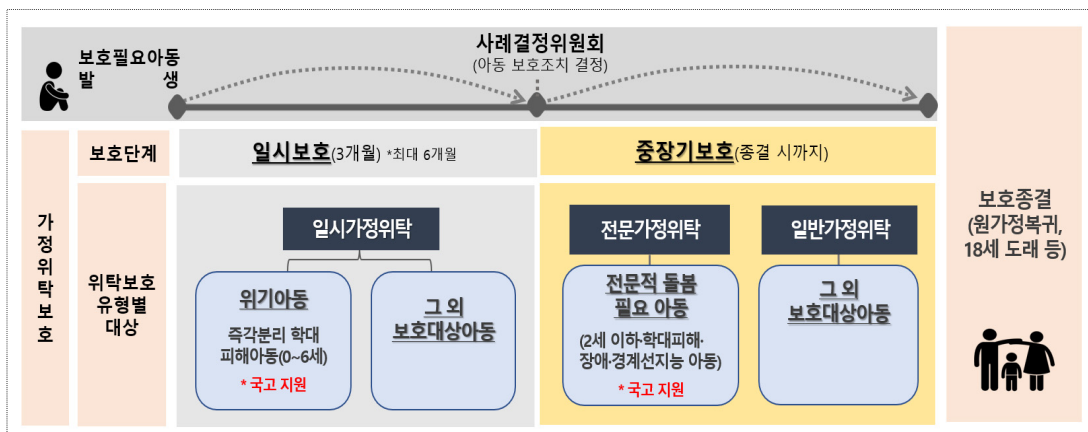 보호필요아동
발 생
사례결정위원회
(아동 보호조치 결정)
가정위탁보호
보호단계
일시보호(3개월) *최대 6개월
중장기보호(종결 시까지)
위탁보호
유형별
대상
일시가정위탁
위기아동
즉각분리 학대
피해아동(0~6세)
* 국고 지원
그 외
보호대상아동
전문가정위탁
전문적 돌봄
필요 아동
(2세 이하·학대피해·
장애·경계선지능 아동)
* 국고 지원
일반가정위탁
그 외
보호대상아동
보호종결
(원가정복귀,
18세 도래 등)